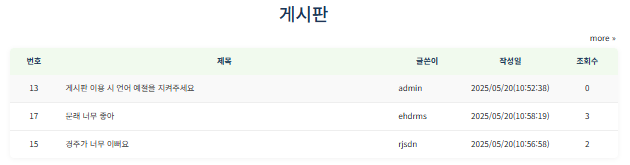 게시판
more »
번호 제목 글쓴이 작성일 조회수
13 게시판 이용 시 언어 예절을 지켜주세요 admin 2025/05/20(10:52:38) 0
17 문래 너무 좋아 ehdrms 2025/05/20(10:58:19) 3
15 경주가 너무 이뻐요 rjsdn 2025/05/20(10:56:58) 2